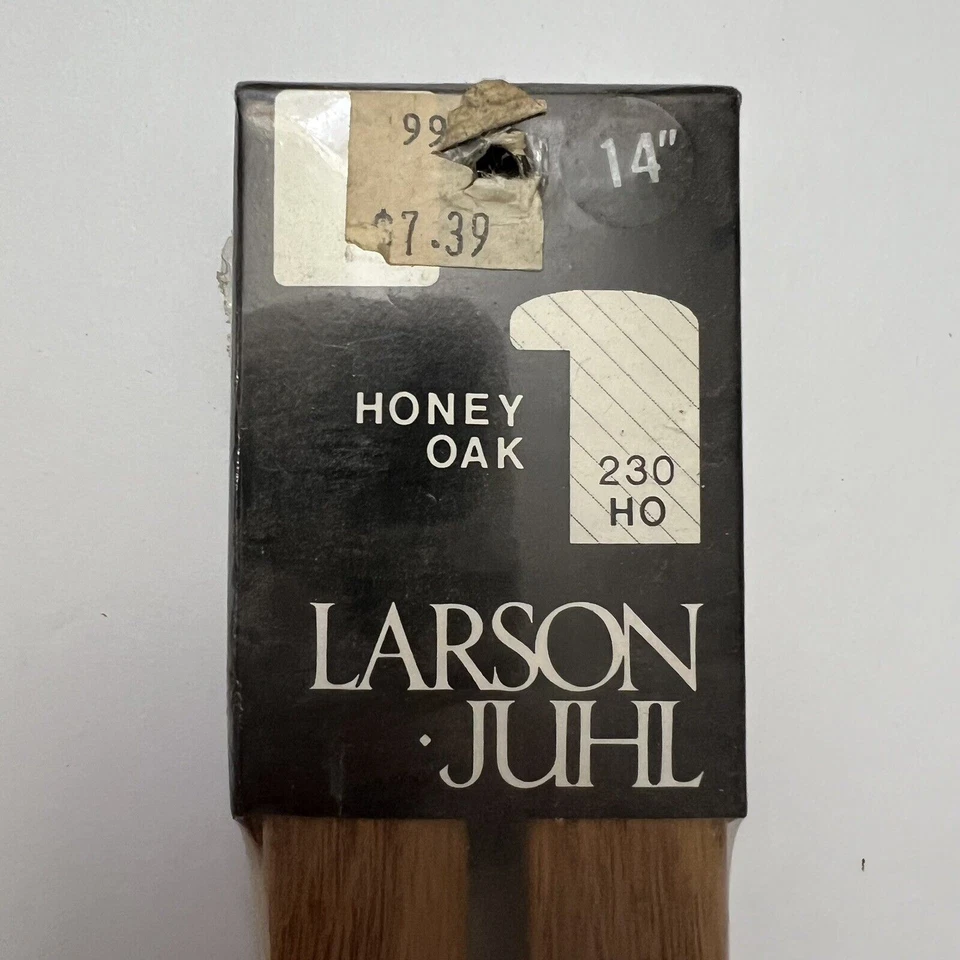 99
14"
$7.39
HONEY
OAK
230
HO
LARSON
·JUHL